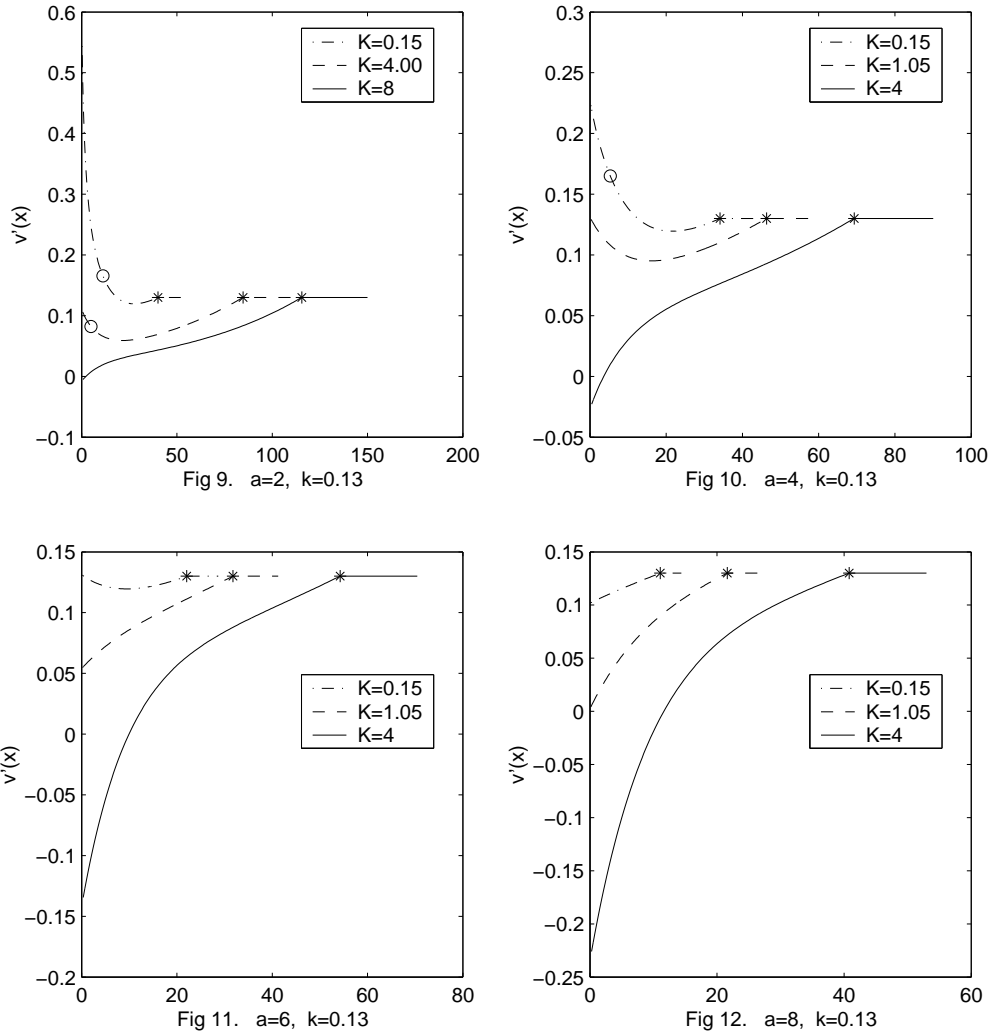 0.6
0.5
0.4
0.3
0.2
0.1
0
−0.1
v'(x)
K=0.15
K=4.00
K=8
0 50 100 150 200
Fig 9. a=2, k=0.13
0.3
0.25
0.2
0.15
0.1
0.05
0
−0.05
v'(x)
K=0.15
K=1.05
K=4
0 20 40 60 80 100
Fig 10. a=4, k=0.13
0.15
0.1
0.05
0
−0.05
−0.1
−0.15
−0.2
v'(x)
K=0.15
K=1.05
K=4
0 20 40 60 80
Fig 11. a=6, k=0.13
0.15
0.1
0.05
0
−0.05
−0.1
−0.15
−0.2
−0.25
v'(x)
K=0.15
K=1.05
K=4
0 20 40 60
Fig 12. a=8, k=0.13